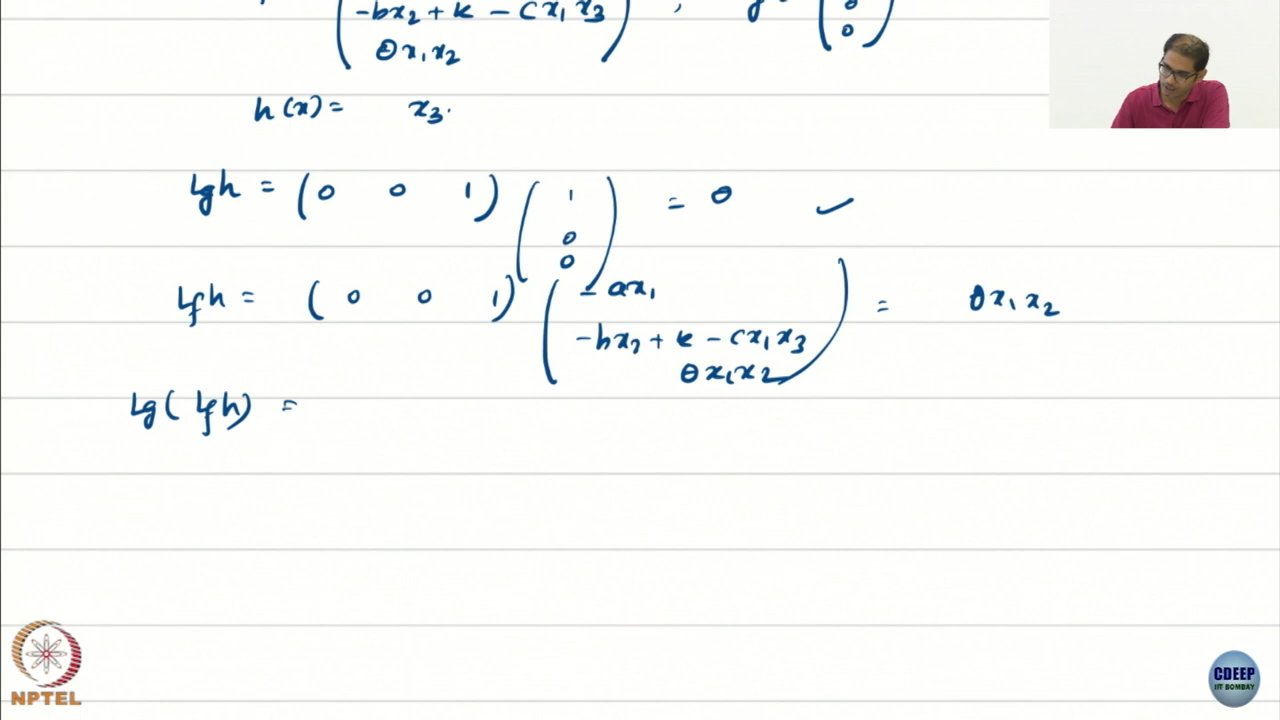 -bx₂ + k - cx₁x₃ , g
θx₁x₂ 0
h(x) = x₃.
Lgh = (0 0 1) (1 = 0 ✓
0
0)
Lfh = (0 0 1) (-ax₁ = θx₁x₂
-bx₂ + k - cx₁x₃
θx₁x₂)
Lg(Lfh) =
NPTEL
CDEEP
IIT BOMBAY